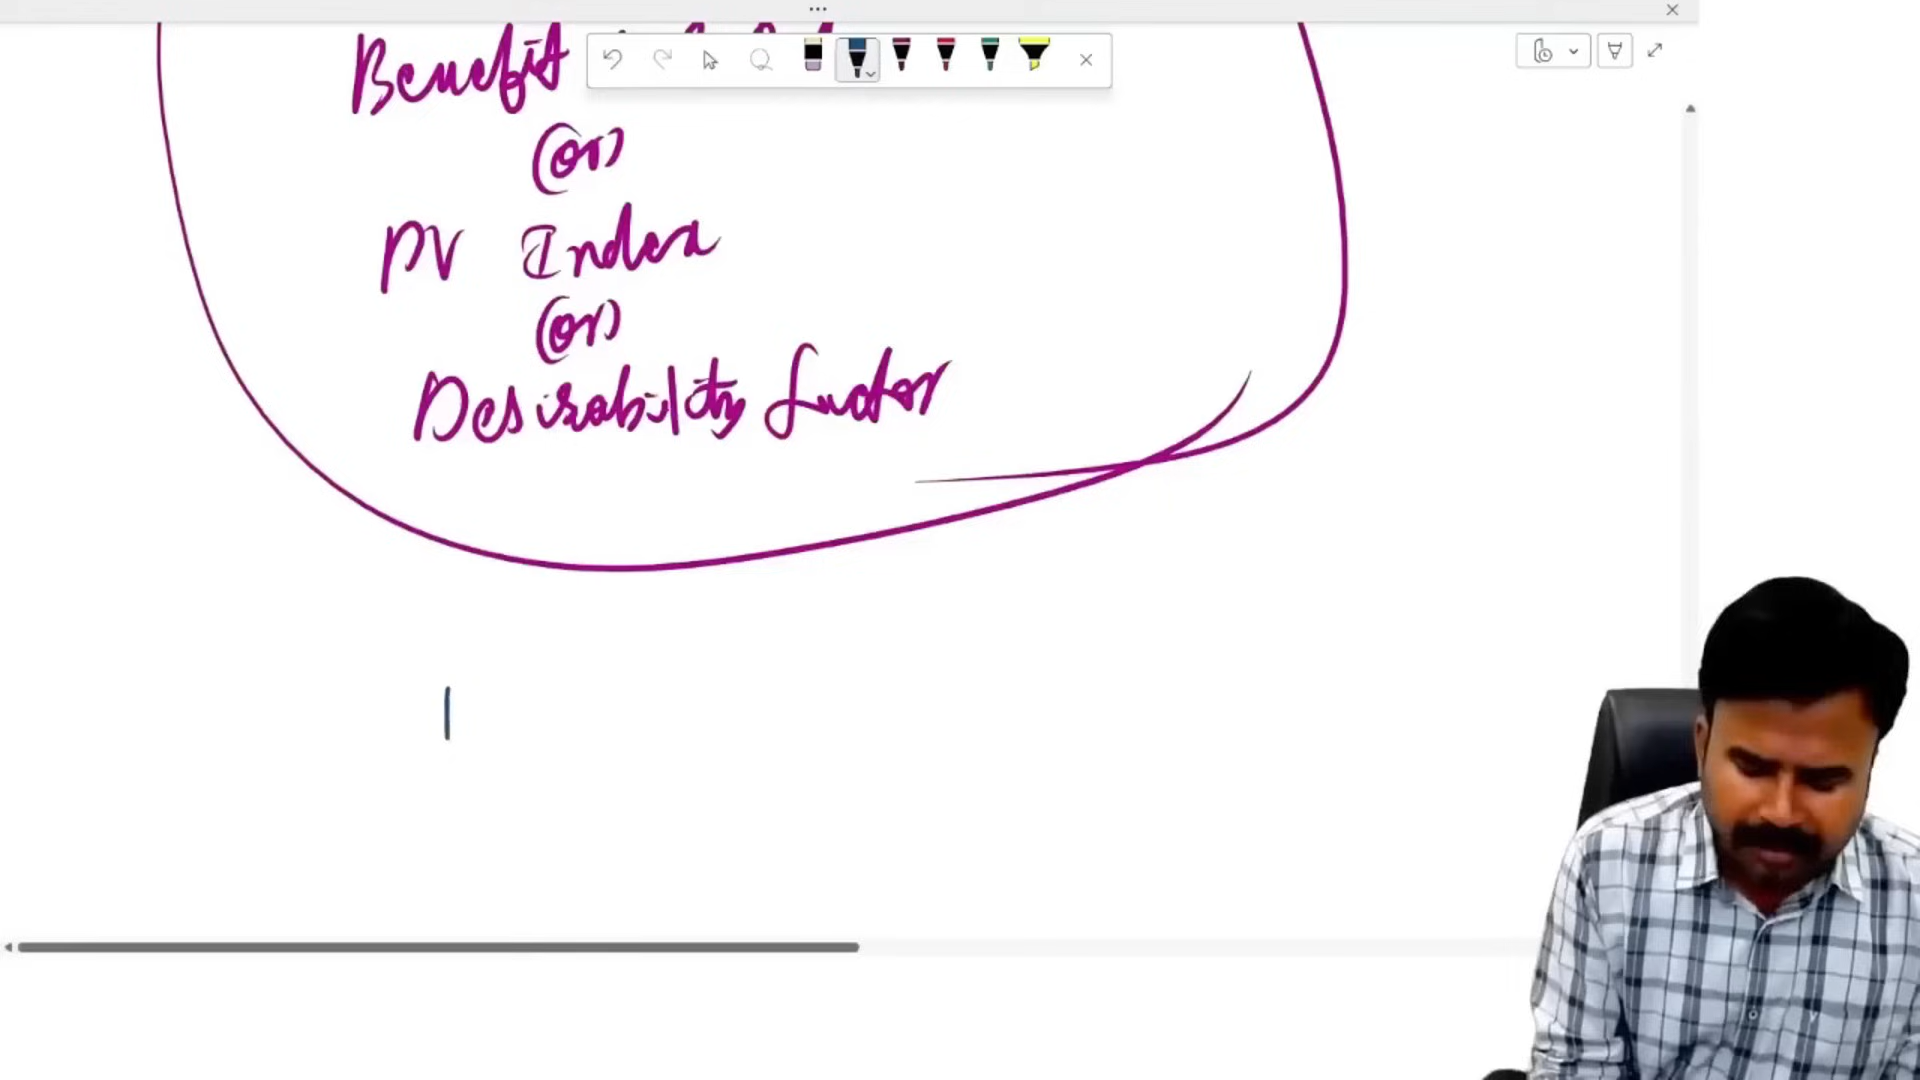 Benefit
(or)
PV Index
(or)
Desirability factor